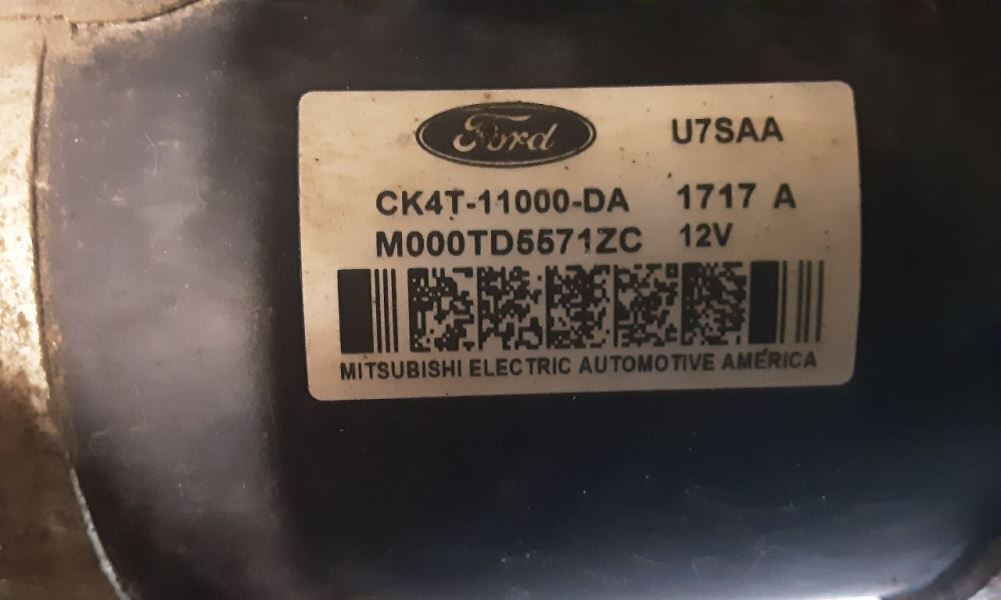 Ford U7SAA
CK4T-11000-DA 1717 A
M000TD5571ZC 12V
MITSUBISHI ELECTRIC AUTOMOTIVE AMERICA